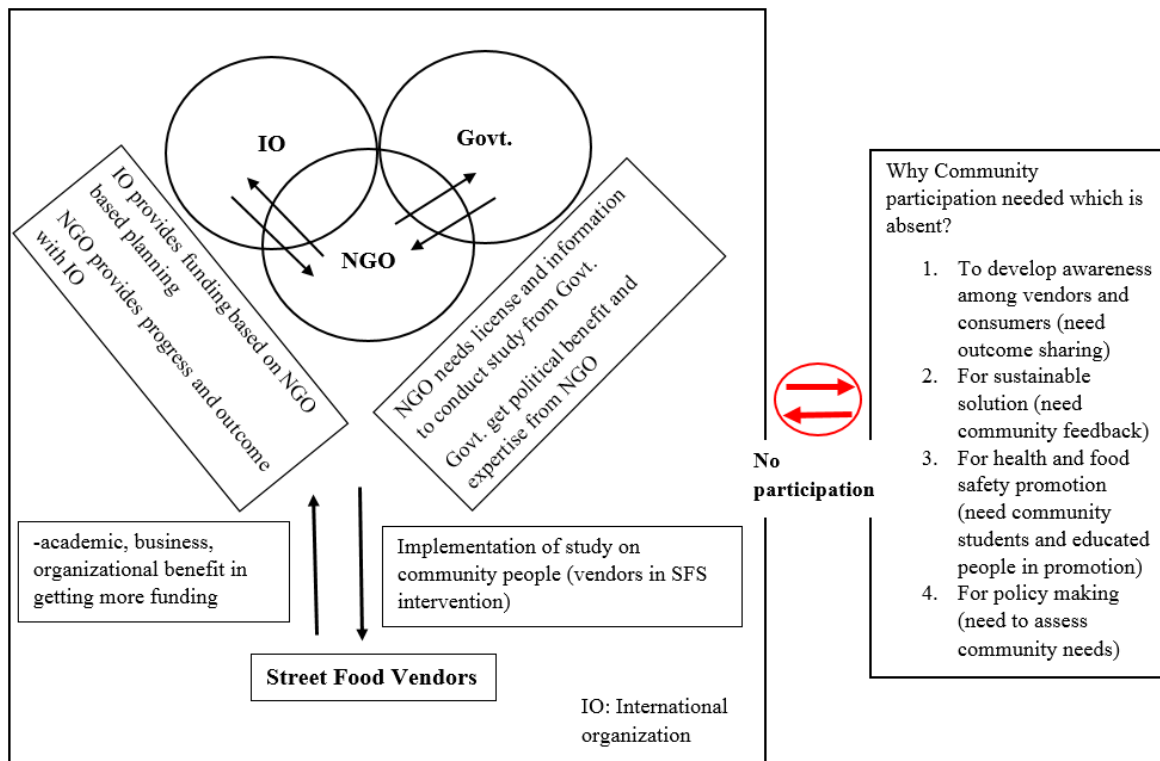 IO
Govt.
NGO
IO provides funding based on NGO
based planning
NGO provides progress and outcome
with IO
NGO needs license and information
to conduct study from Govt.
Govt. get political benefit and
expertise from NGO
-academic, business,
organizational benefit in
getting more funding
Implementation of study on
community people (vendors in SFS
intervention)
Street Food Vendors
IO: International
organization
No
participation
Why Community
participation needed which is
absent?
1. To develop awareness
among vendors and
consumers (need
outcome sharing)
2. For sustainable
solution (need
community feedback)
3. For health and food
safety promotion
(need community
students and educated
people in promotion)
4. For policy making
(need to assess
community needs)